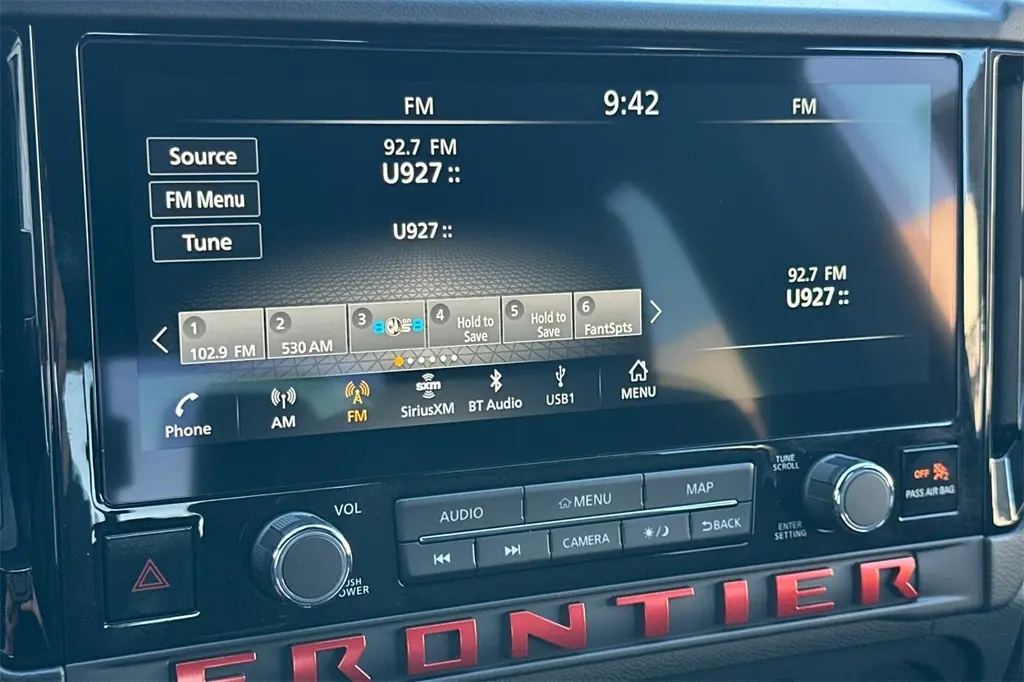 FM
9:42
FM
Source
FM Menu
Tune
92.7 FM
U927 ::
U927 ::
92.7 FM
U927 ::
1
102.9 FM
2
530 AM
3
80s8
4
Hold to
Save
5
Hold to
Save
6
FantSpts
Phone
AM
FM
sxm
SiriusXM
BT Audio
USB1
MENU
VOL
PUSH
POWER
AUDIO
MENU
MAP
CAMERA
BACK
TUNE
SCROLL
ENTER
SETTING
OFF
PASS AIR BAG
FRONTIER